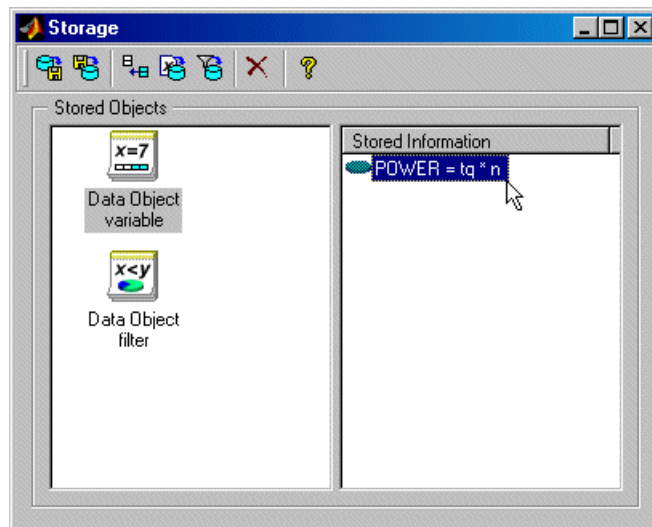 Storage
Stored Objects
x=7
Data Object
variable
x<y
Data Object
filter
Stored Information
POWER = tq * n